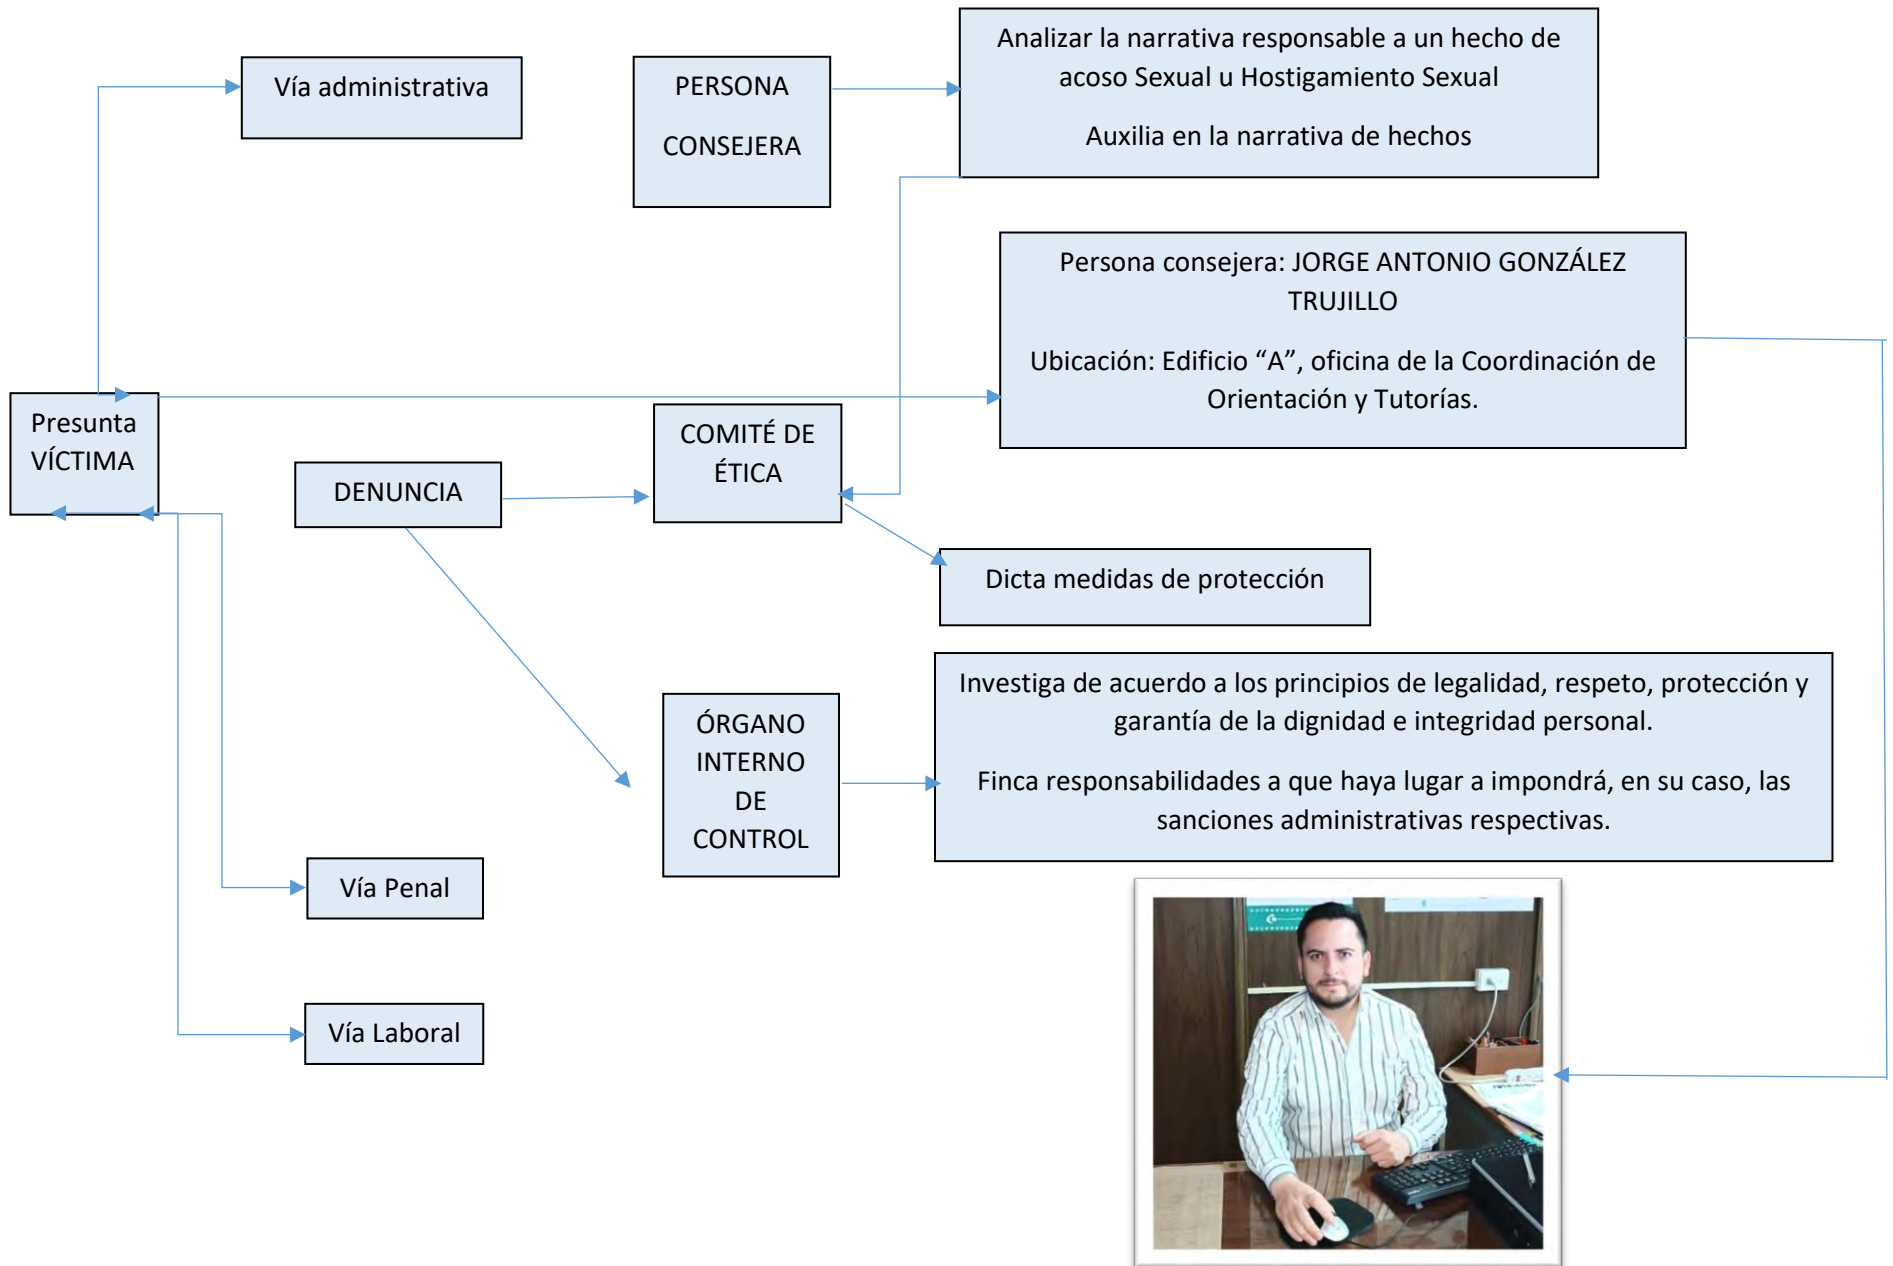 Vía administrativa
PERSONA
CONSEJERA
Analizar la narrativa responsable a un hecho de
acoso Sexual u Hostigamiento Sexual
Auxilia en la narrativa de hechos
Persona consejera: JORGE ANTONIO GONZÁLEZ
TRUJILLO
Ubicación: Edificio “A”, oficina de la Coordinación de
Orientación y Tutorías.
Presunta
VÍCTIMA
DENUNCIA
COMITÉ DE
ÉTICA
Dicta medidas de protección
ÓRGANO
INTERNO
DE
CONTROL
Investiga de acuerdo a los principios de legalidad, respeto, protección y
garantía de la dignidad e integridad personal.
Finca responsabilidades a que haya lugar a impondrá, en su caso, las
sanciones administrativas respectivas.
Vía Penal
Vía Laboral